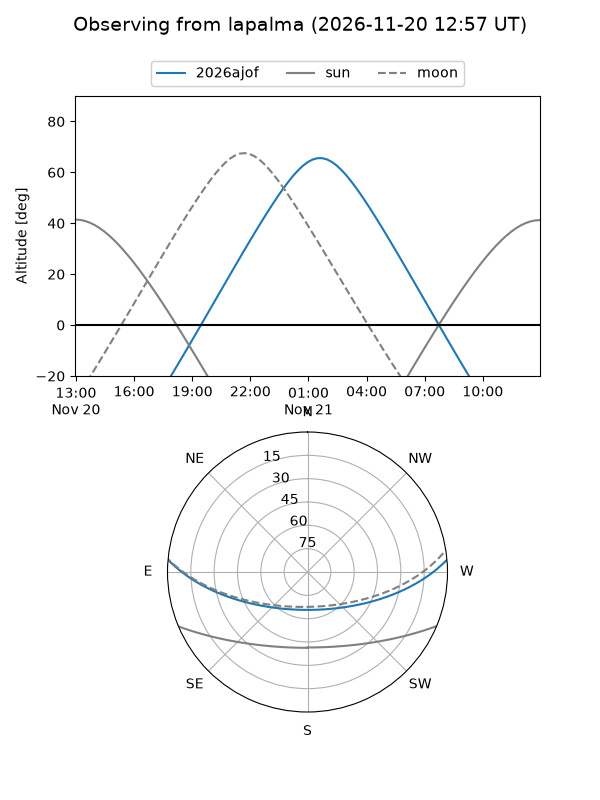 Observing from lapalma (2026-11-20 12:57 UT)
2026ajof sun moon
Altitude [deg]
80
60
40
20
0
−20
13:00 16:00 19:00 22:00 01:00 04:00 07:00 10:00
Nov 20 Nov 21
N
NE NW
15
30
45
60
75
E W
SE SW
S